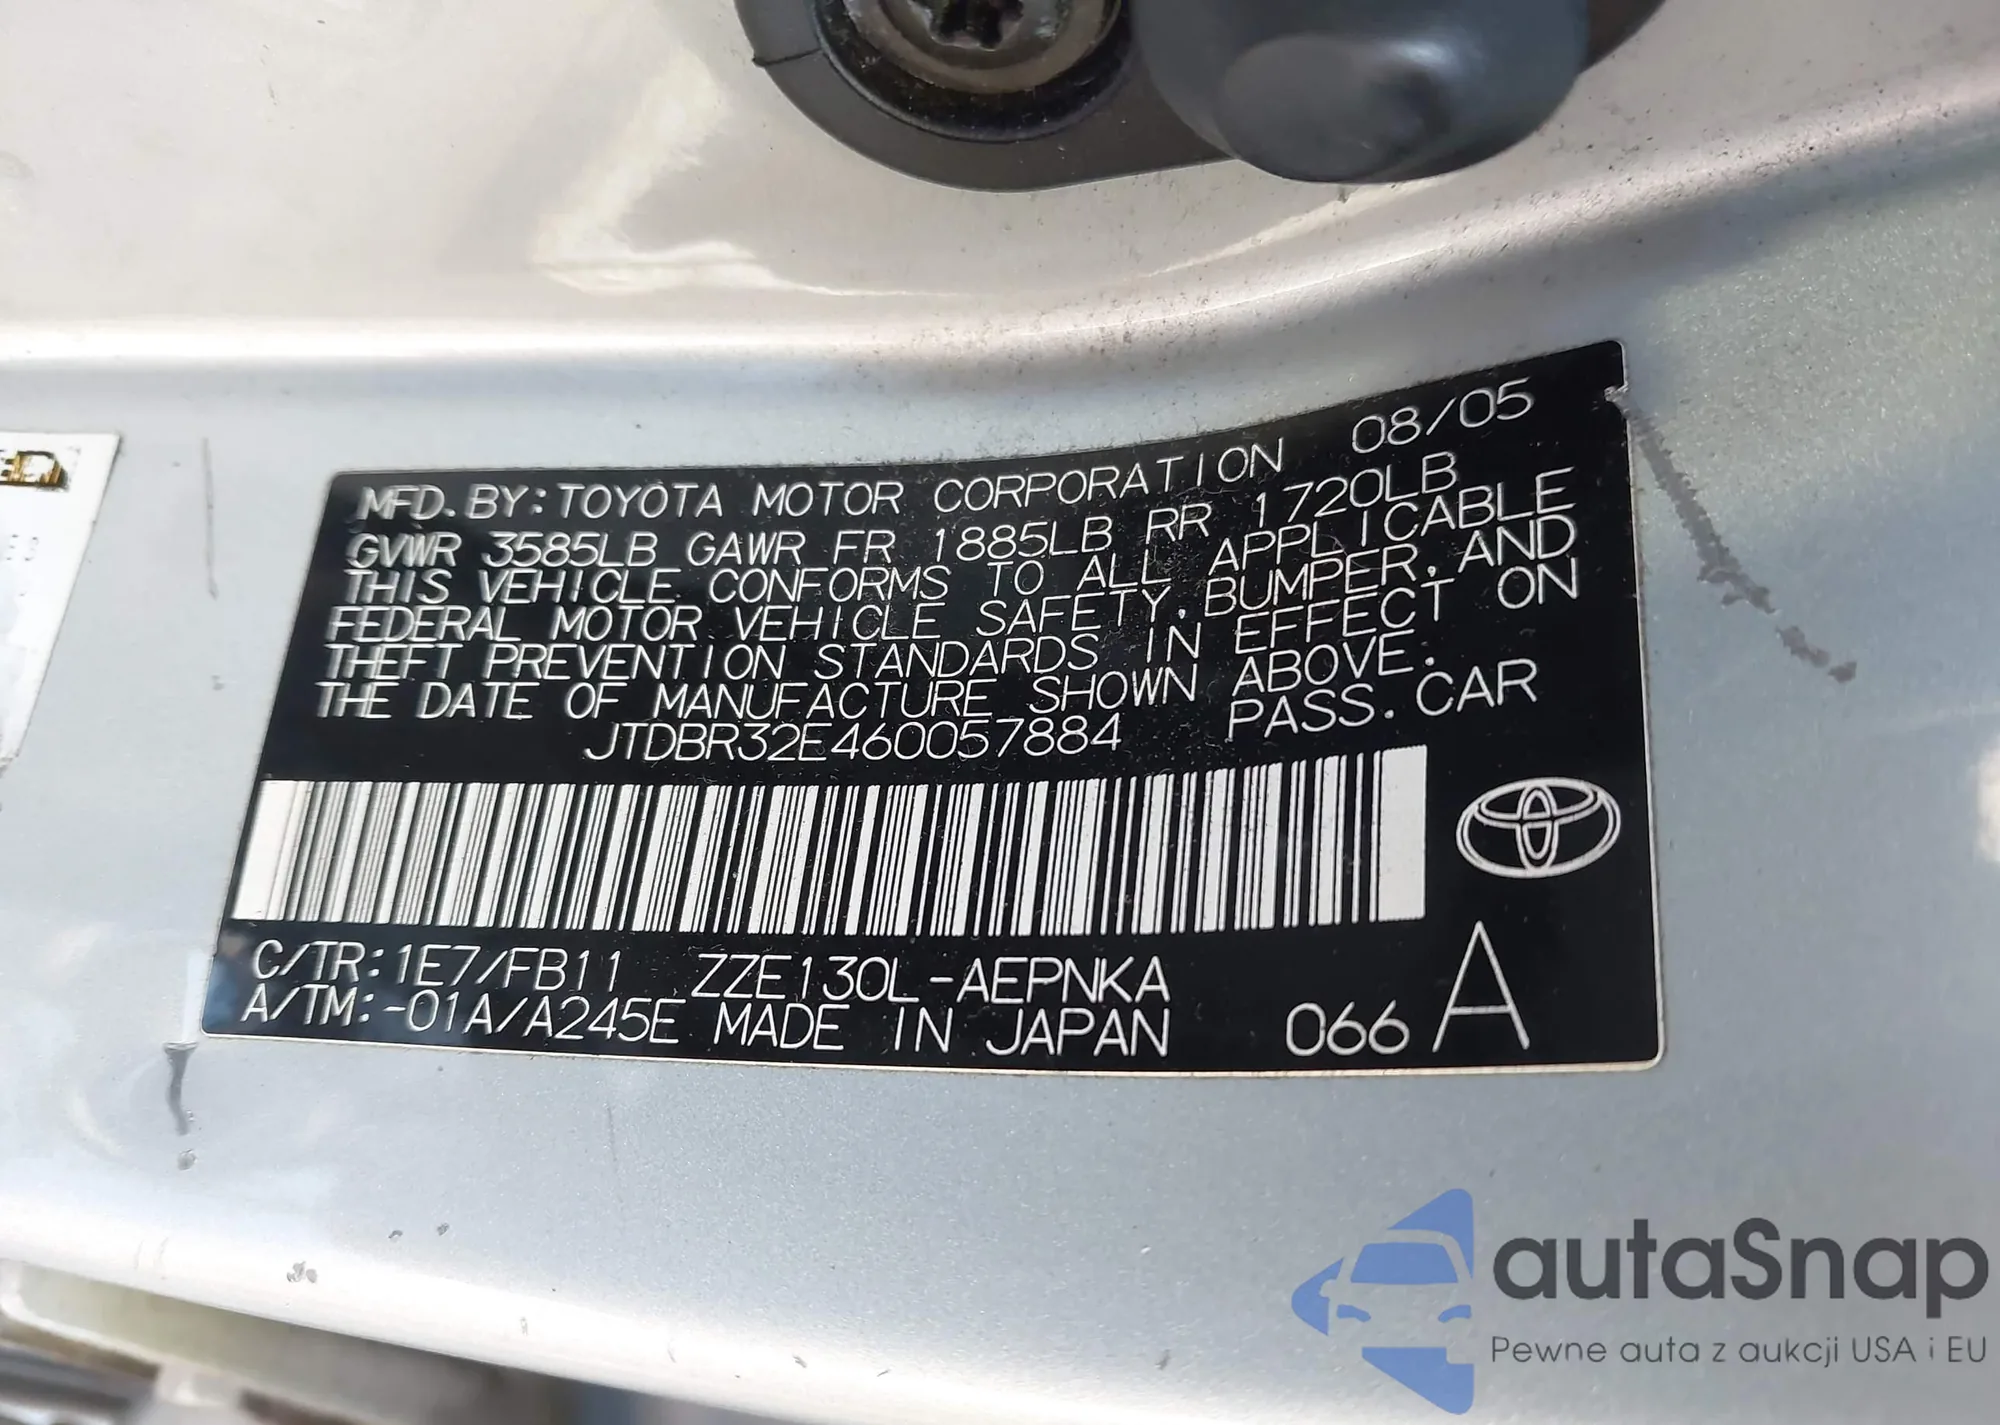 MFD. BY: TOYOTA MOTOR CORPORATION 08/05
GVWR 3585LB GAWR FR 1885LB RR 1720LB
THIS VEHICLE CONFORMS TO ALL APPLICABLE
FEDERAL MOTOR VEHICLE SAFETY, BUMPER, AND
THEFT PREVENTION STANDARDS IN EFFECT ON
THE DATE OF MANUFACTURE SHOWN ABOVE.
JTDBR32E460057884 PASS. CAR
C/TR: 1E7/FB11 ZZE130L-AEPNKA
A/TM: -01A/A245E MADE IN JAPAN 066 A
autaSnap
Pewne auta z aukcji USA i EU